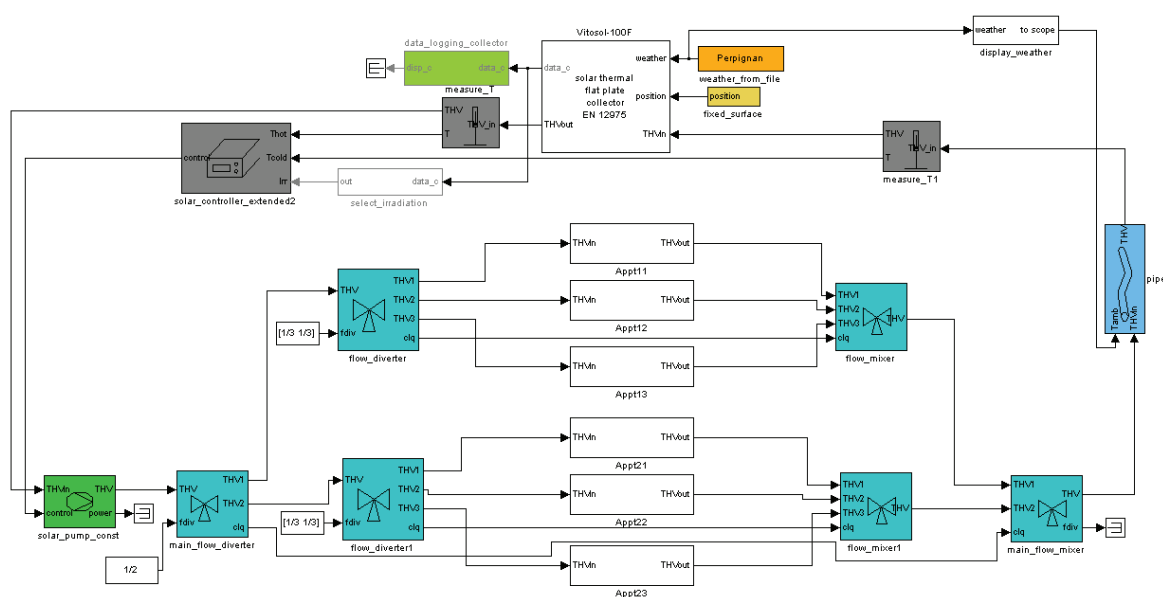 Vitosol-100F
weather
position
THVin
data_c
THVout
solar thermal
flat plate
collector
EN 12975
data_logging_collector
disp_c
data_c
measure_T
THV
T
THV_in
Perpignan
weather_from_file
position
fixed_surface
weather
to scope
display_weather
control
Thot
Tcold
Irr
solar_controller_extended2
out
data_c
select_irradiation
THV
T
THV_in
measure_T1
THV
Tamb
THVin
pipe
THV
fdiv
THV1
THV2
THV3
clq
flow_diverter
[1/3 1/3]
THVin
THVout
Appt11
THVin
THVout
Appt12
THVin
THVout
Appt13
THV1
THV2
THV3
clq
THV
flow_mixer
THVin
control
THV
power
solar_pump_const
THV
fdiv
THV1
THV2
clq
main_flow_diverter
1/2
THV
fdiv
THV1
THV2
THV3
clq
flow_diverter1
[1/3 1/3]
THVin
THVout
Appt21
THVin
THVout
Appt22
THVin
THVout
Appt23
THV1
THV2
THV3
clq
THV
flow_mixer1
THV1
THV2
clq
THV
fdiv
main_flow_mixer